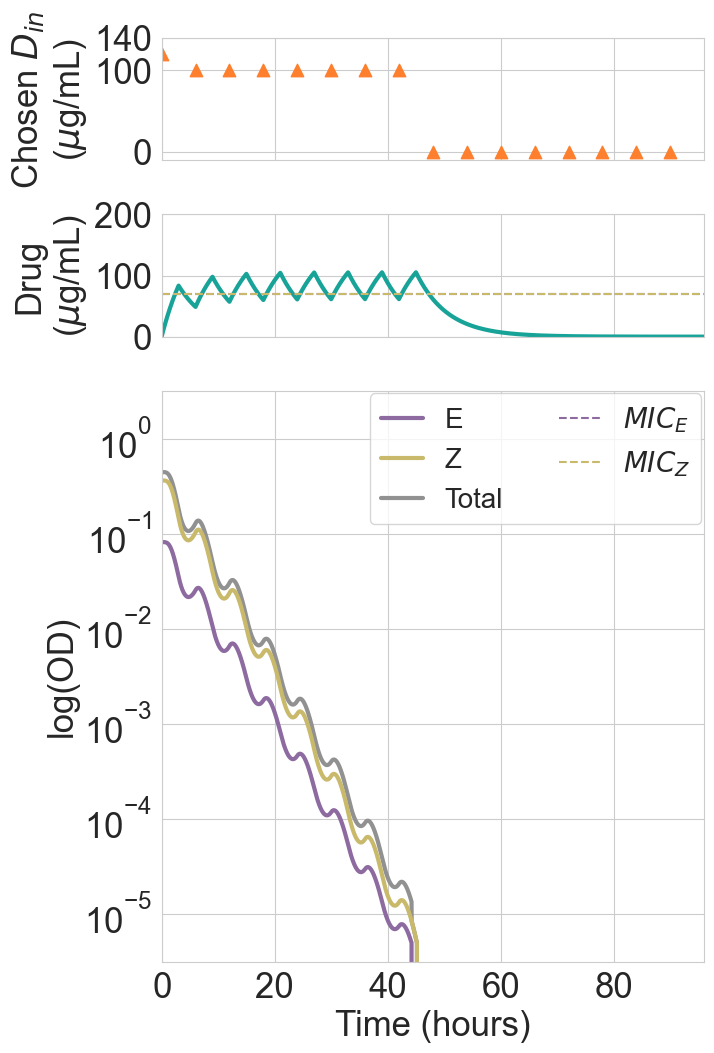 Chosen D_in
(μg/mL)
140
100
0
Drug
(μg/mL)
200
100
0
log(OD)
10^0
10^−1
10^−2
10^−3
10^−4
10^−5
E
Z
Total
MIC_E
MIC_Z
0 20 40 60 80
Time (hours)